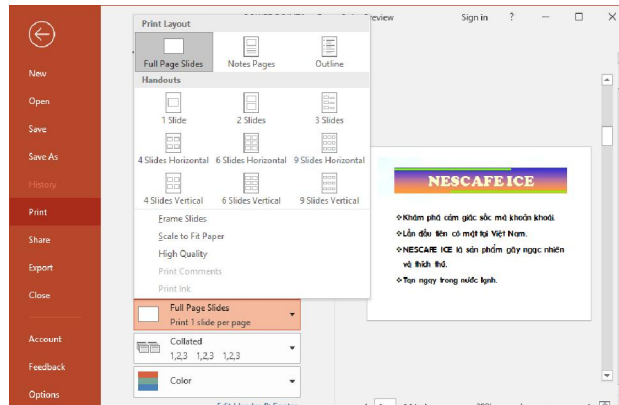 Preview
Sign in ? — □ ×
New
Open
Save
Save As
History
Print
Share
Export
Close
Account
Feedback
Options
Print Layout
Full Page Slides Notes Pages Outline
Handouts
1 Slide 2 Slides 3 Slides
4 Slides Horizontal 6 Slides Horizontal 9 Slides Horizontal
4 Slides Vertical 6 Slides Vertical 9 Slides Vertical
Frame Slides
Scale to Fit Paper
High Quality
Print Comments
Print Ink
Full Page Slides
Print 1 slide per page
Collated
1,2,3 1,2,3 1,2,3
Color
NESCAFE ICE
❖Khám phá cảm giác sốc mà khoản khoái.
❖Lần đầu tiên có mặt tại Việt Nam.
❖NESCAFE ICE là sản phẩm gây ngạc nhiên
và thích thú.
❖Tan ngay trong nước lạnh.